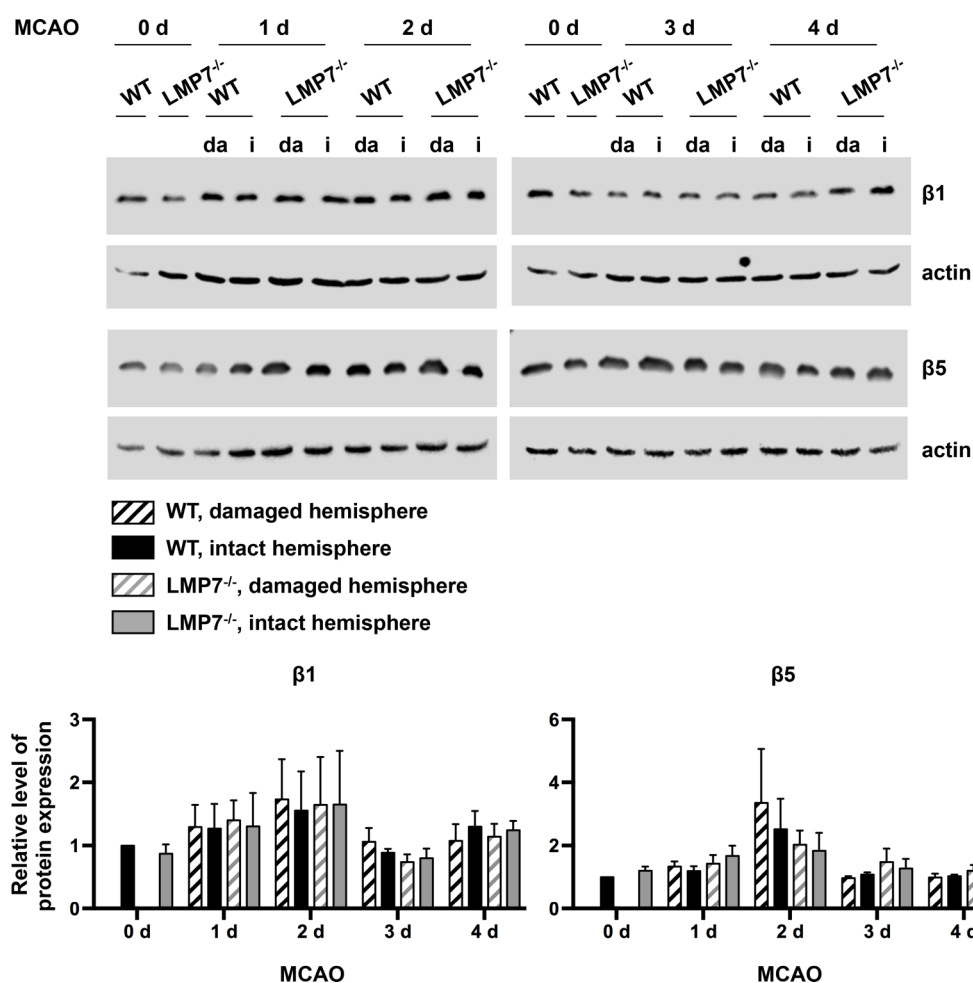 MCAO 0 d 1 d 2 d 0 d 3 d 4 d
WT LMP7-/- WT LMP7-/- WT LMP7-/- WT LMP7-/- WT LMP7-/- WT LMP7-/-
da i da i da i da i da i da i da i da i
β1
actin
β5
actin
WT, damaged hemisphere
WT, intact hemisphere
LMP7-/-, damaged hemisphere
LMP7-/-, intact hemisphere
β1 β5
Relative level of
protein expression
3 6
2 4
1 2
0 0
0 d 1 d 2 d 3 d 4 d 0 d 1 d 2 d 3 d 4 d
MCAO MCAO